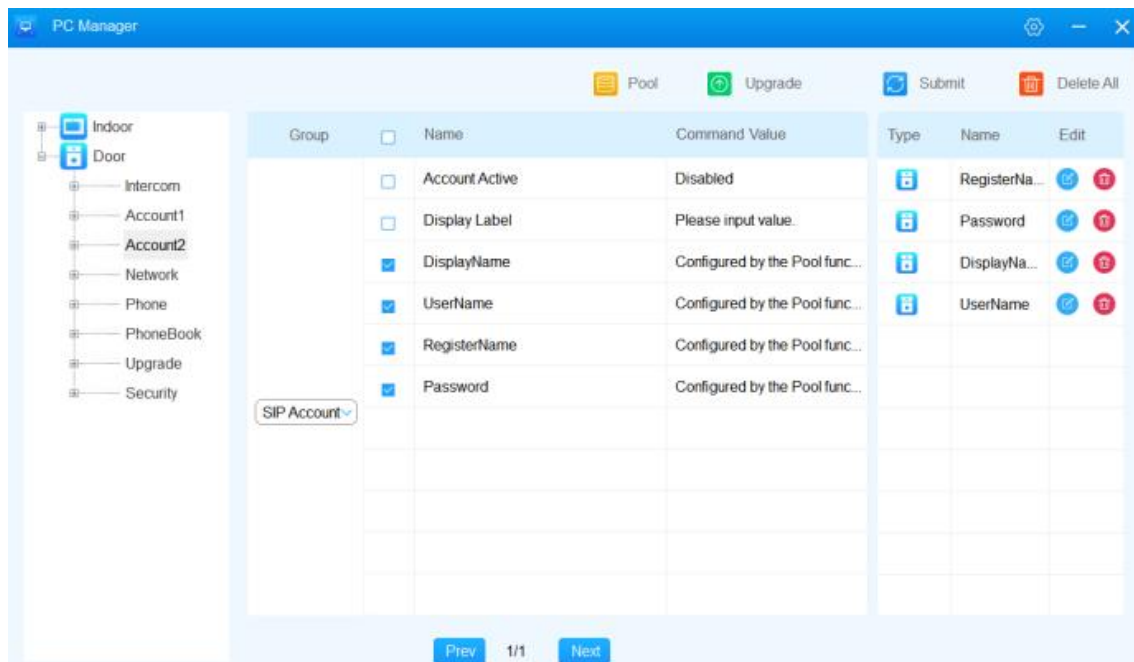 PC Manager
Pool Upgrade Submit Delete All
Indoor
Door
Intercom
Account1
Account2
Network
Phone
PhoneBook
Upgrade
Security
Group Name Command Value
SIP Account
Account Active Disabled
Display Label Please input value.
DisplayName Configured by the Pool func...
UserName Configured by the Pool func...
RegisterName Configured by the Pool func...
Password Configured by the Pool func...
Type Name Edit
RegisterNa...
Password
DisplayNa...
UserName
Prev 1/1 Next